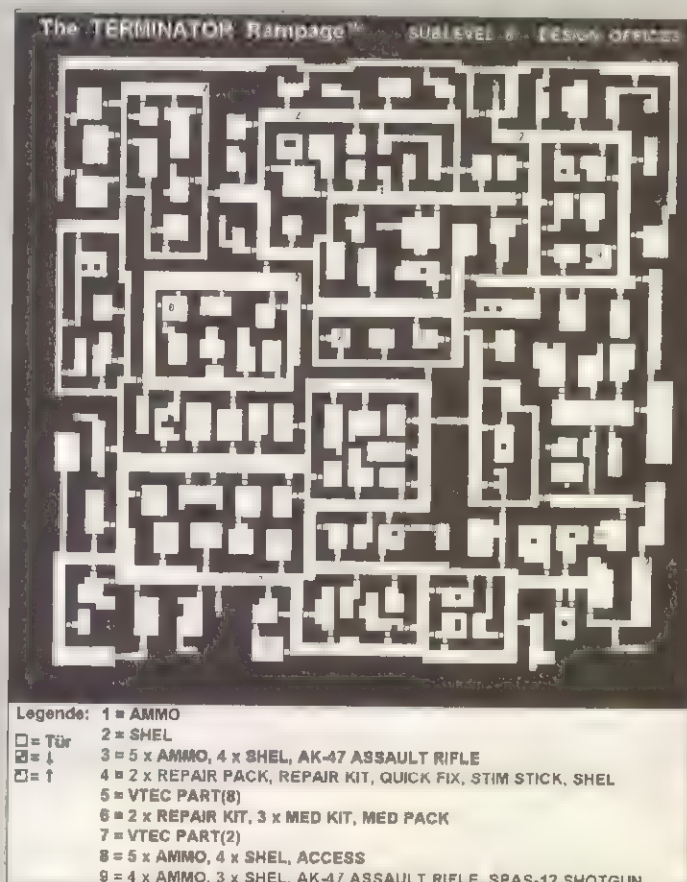 The TERMINATOR Rampage™ SUBLEVEL 8 - DESIGN OFFICES
Legende: 1 = AMMO
= Tür 2 = SHEL
= ↓ 3 = 5 x AMMO, 4 x SHEL, AK-47 ASSAULT RIFLE
= ↑ 4 = 2 x REPAIR PACK, REPAIR KIT, QUICK FIX, STIM STICK, SHEL
5 = VTEC PART(8)
6 = 2 x REPAIR KIT, 3 x MED KIT, MED PACK
7 = VTEC PART(2)
8 = 5 x AMMO, 4 x SHEL, ACCESS
9 = 4 x AMMO, 3 x SHEL, AK-47 ASSAULT RIFLE, SPAS-12 SHOTGUN